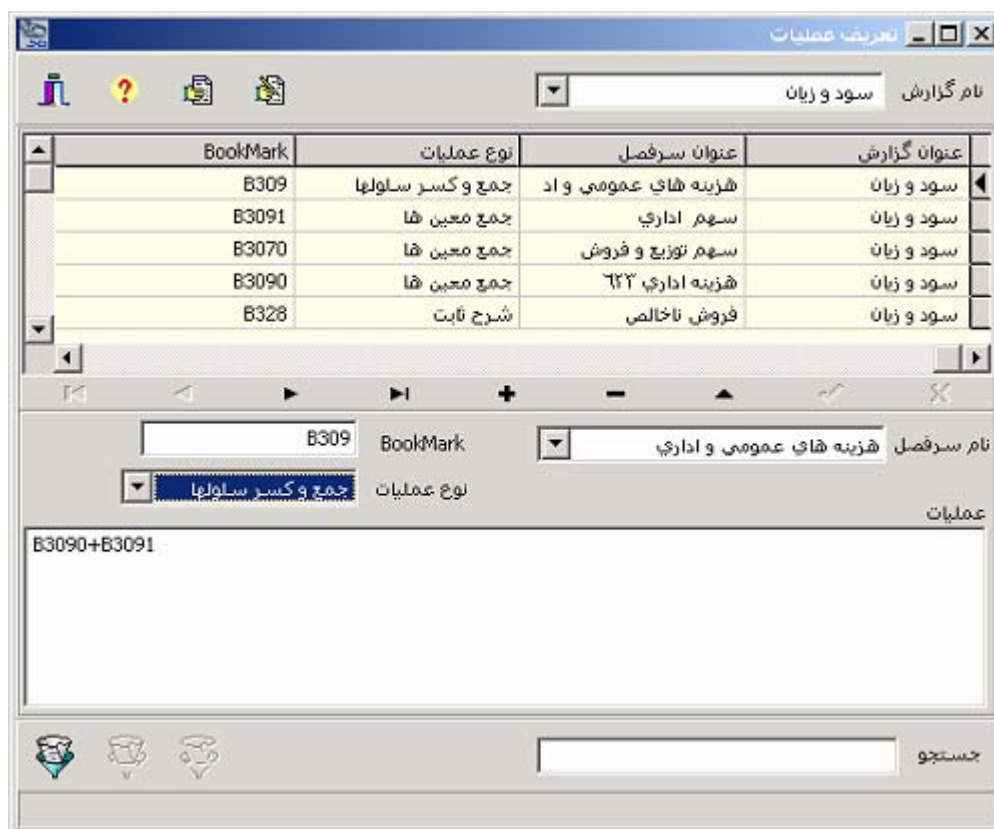 تعریف عملیات
نام گزارش سود و زیان
عنوان گزارش عنوان سرفصل نوع عملیات BookMark
سود و زیان هزینه های عمومی و اد جمع و کسر سلولها B309
سود و زیان سهم اداري جمع معین ها B3091
سود و زیان سهم توزیع و فروش جمع معین ها B3070
سود و زیان هزینه اداري ٦٢٣ جمع معین ها B3090
سود و زیان فروش ناخالص شرح ثابت B328
نام سرفصل هزینه هاي عمومی و اداري BookMark B309
نوع عملیات جمع و کسر سلولها
عملیات
B3090+B3091
جستجو